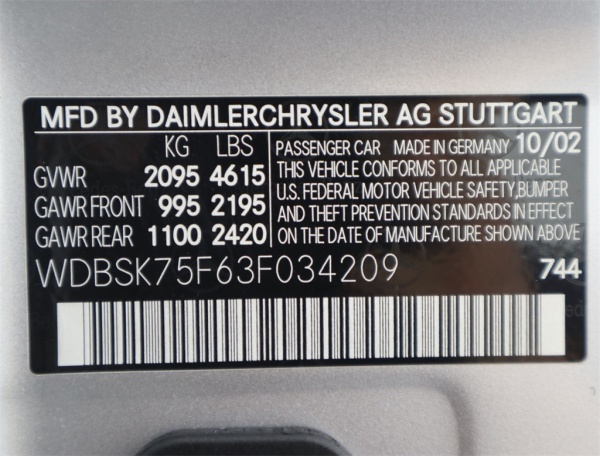 MFD BY DAIMLERCHRYSLER AG STUTTGART
KG LBS
GVWR 2095 4615
GAWR FRONT 995 2195
GAWR REAR 1100 2420
PASSENGER CAR MADE IN GERMANY 10/02
THIS VEHICLE CONFORMS TO ALL APPLICABLE
U.S. FEDERAL MOTOR VEHICLE SAFETY,BUMPER
AND THEFT PREVENTION STANDARDS IN EFFECT
ON THE DATE OF MANUFACTURE SHOWN ABOVE
WDBSK75F63F034209 744